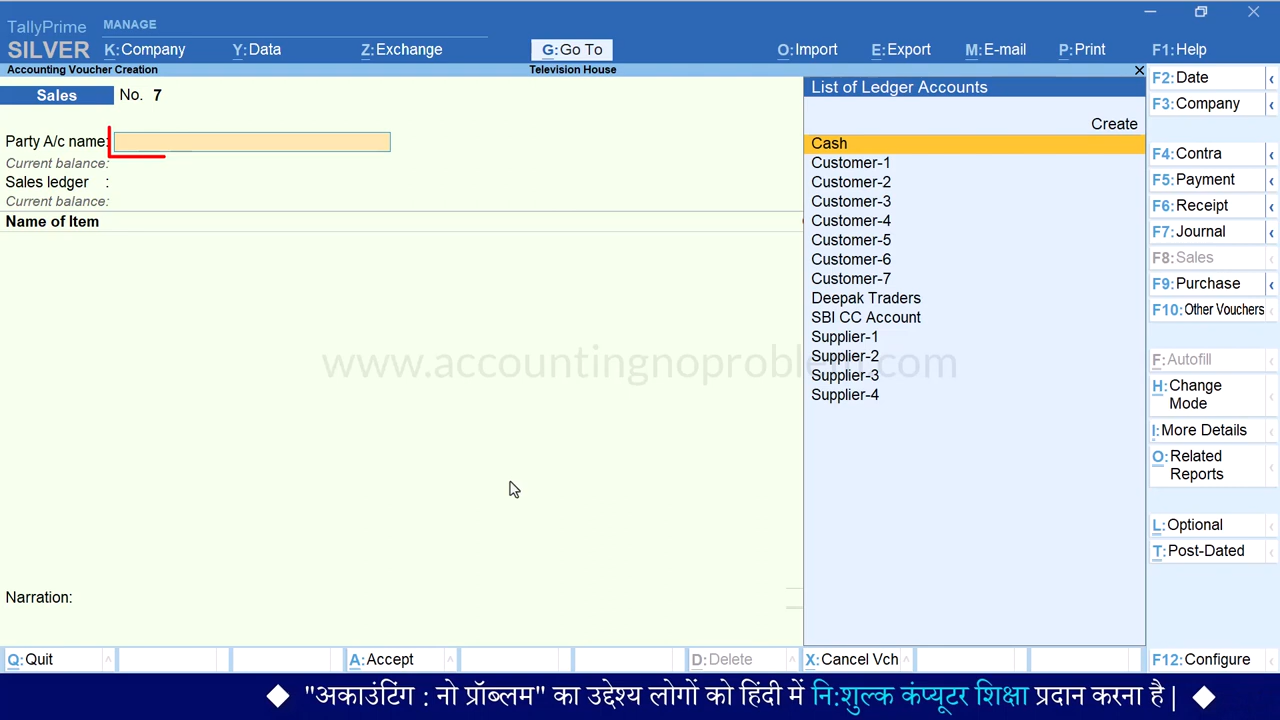 TallyPrime MANAGE
SILVER K:Company Y:Data Z:Exchange G:Go To O:Import E:Export M:E-mail P:Print F1:Help
Accounting Voucher Creation Television House
Sales No. 7
Party A/c name:
Current balance:
Sales ledger :
Current balance:
Name of Item
Narration:
List of Ledger Accounts
Create
Cash
Customer-1
Customer-2
Customer-3
Customer-4
Customer-5
Customer-6
Customer-7
Deepak Traders
SBI CC Account
Supplier-1
Supplier-2
Supplier-3
Supplier-4
www.accountingnoproblem.com
F2:Date
F3:Company
F4:Contra
F5:Payment
F6:Receipt
F7:Journal
F8:Sales
F9:Purchase
F10:Other Vouchers
F:Autofill
H:Change
Mode
I:More Details
O:Related
Reports
L:Optional
T:Post-Dated
Q:Quit A:Accept D:Delete X:Cancel Vch F12:Configure
"अकाउंटिंग : नो प्रॉब्लम" का उद्देश्य लोगों को हिंदी में नि:शुल्क कंप्यूटर शिक्षा प्रदान करना है |